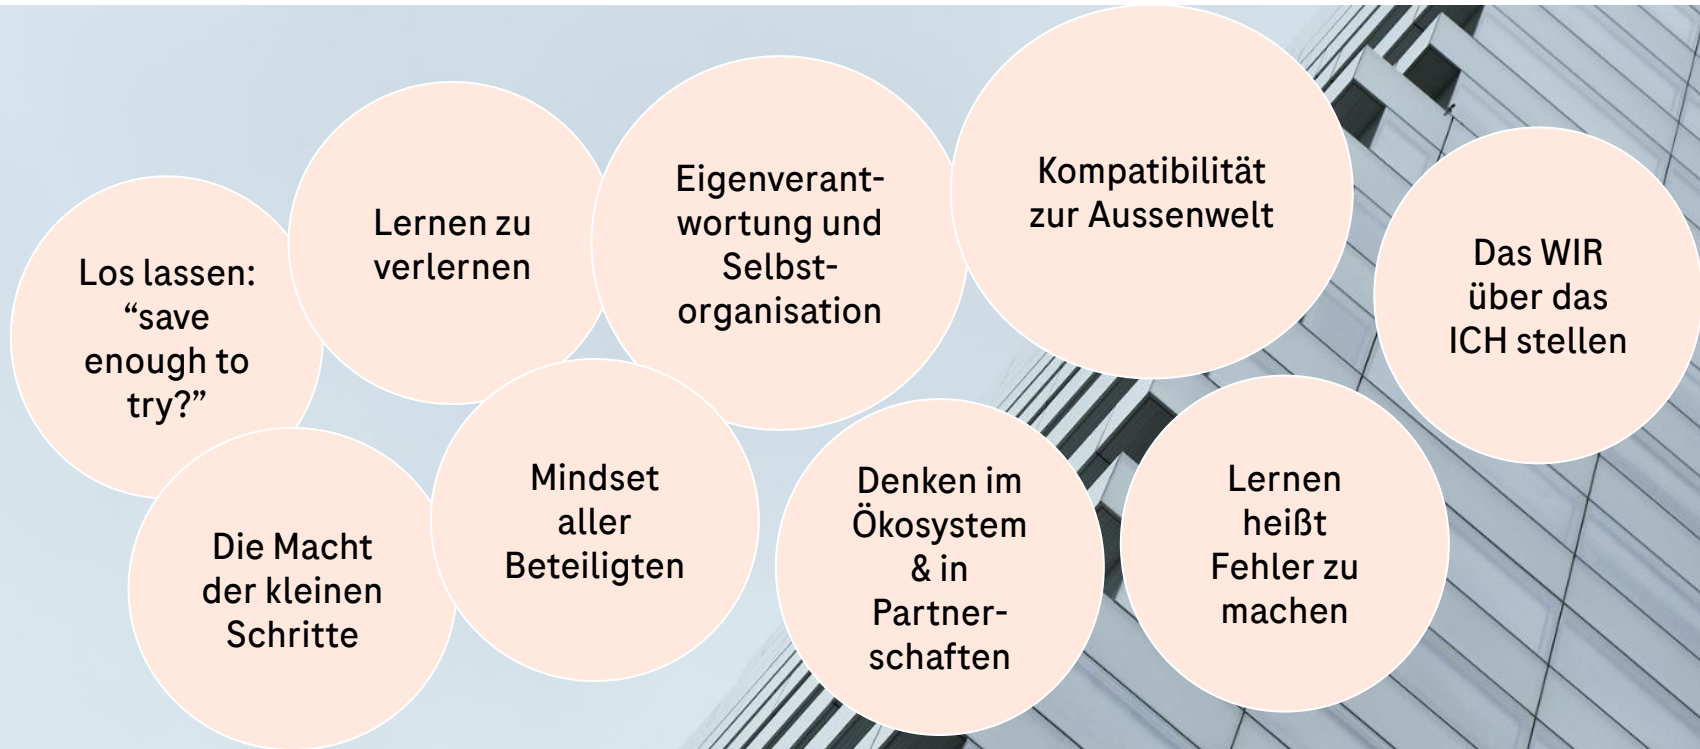 Los lassen:
“save
enough to
try?”
Lernen zu
verlernen
Eigenverant-
wortung und
Selbst-
organisation
Kompatibilität
zur Aussenwelt
Das WIR
über das
ICH stellen
Die Macht
der kleinen
Schritte
Mindset
aller
Beteiligten
Denken im
Ökosystem
& in
Partner-
schaften
Lernen
heißt
Fehler zu
machen